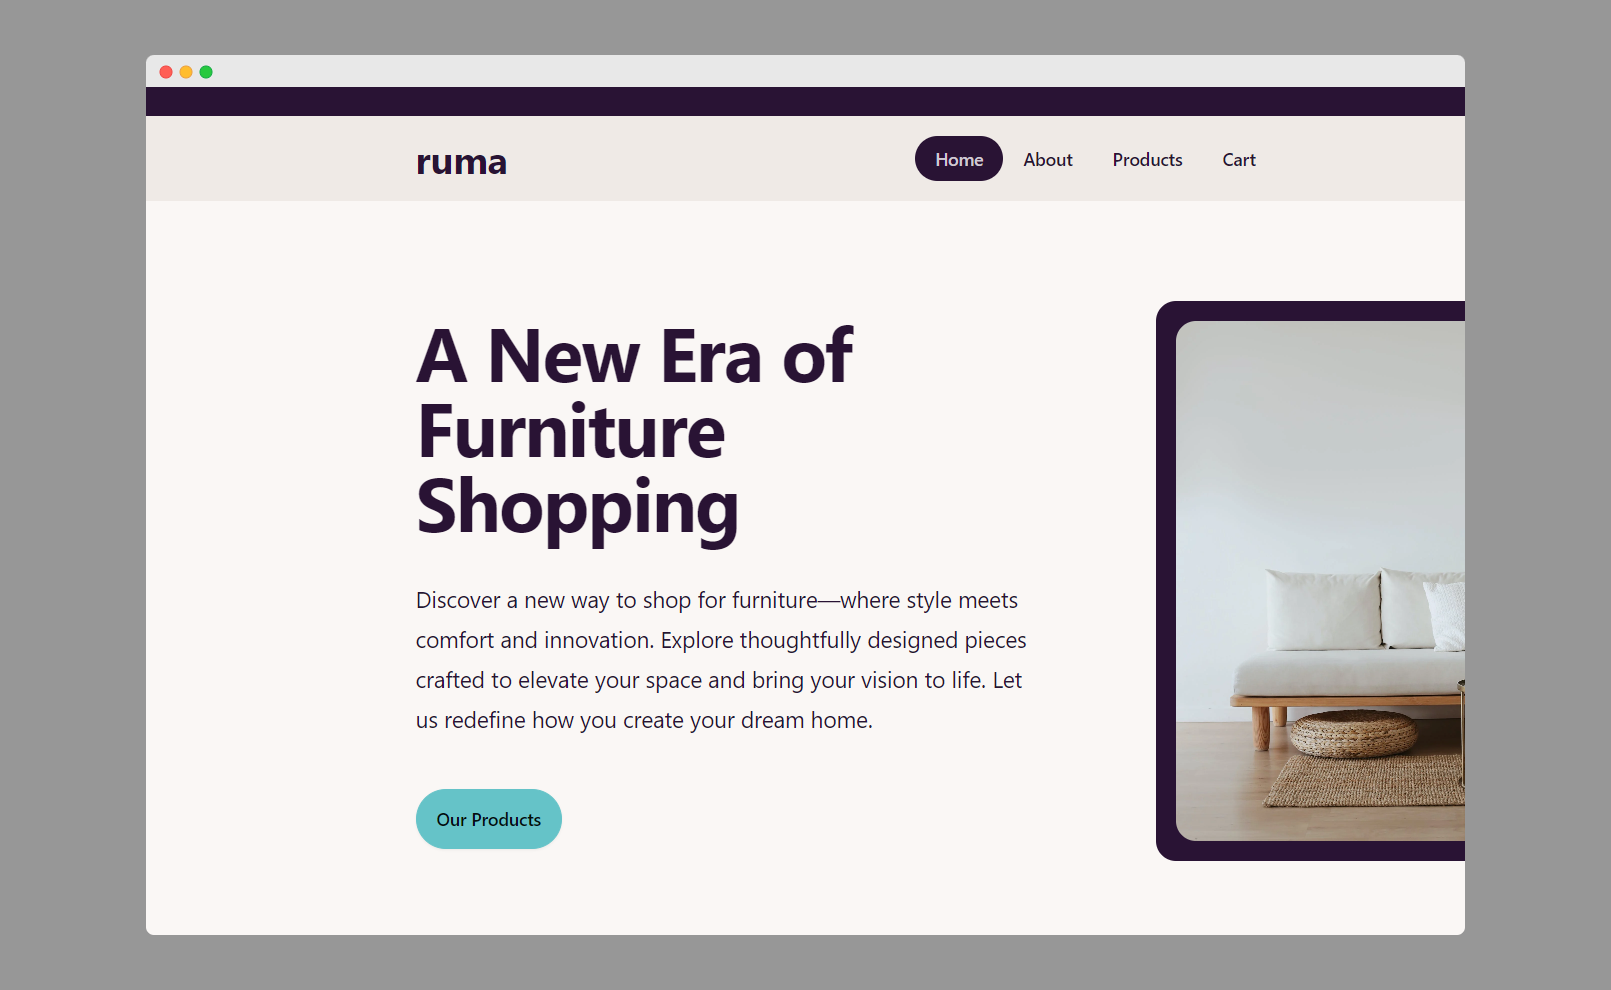 ruma
Home About Products Cart
A New Era of
Furniture
Shopping
Discover a new way to shop for furniture—where style meets
comfort and innovation. Explore thoughtfully designed pieces
crafted to elevate your space and bring your vision to life. Let
us redefine how you create your dream home.
Our Products